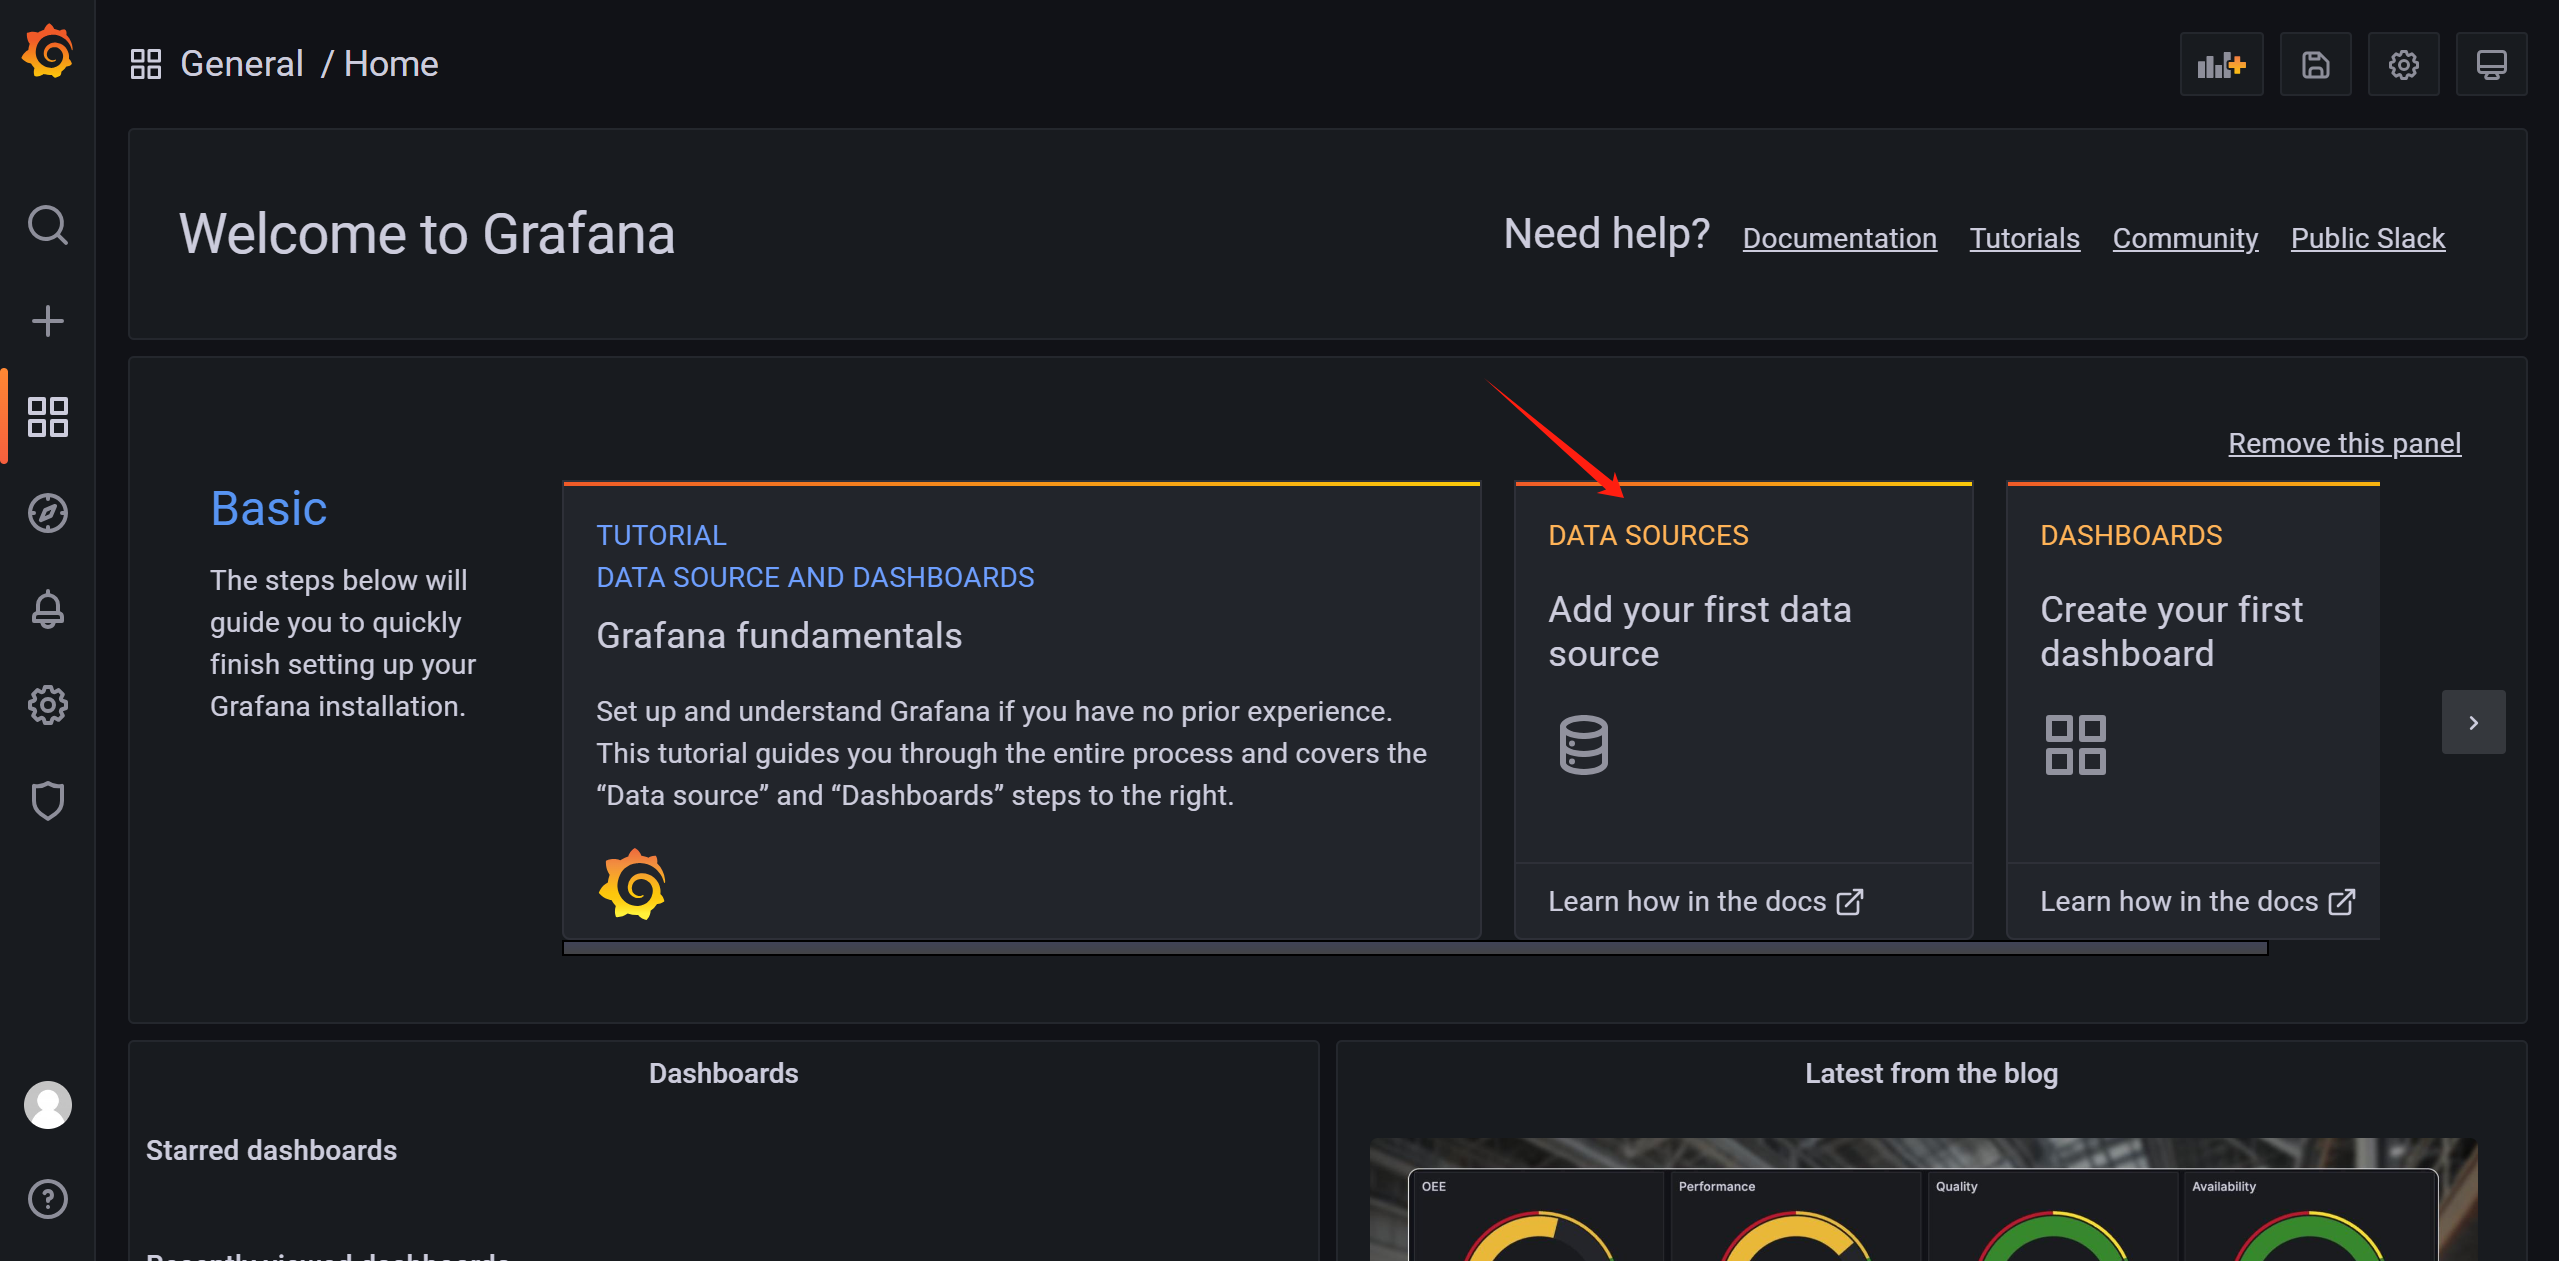 General / Home
Welcome to Grafana
Need help? Documentation Tutorials Community Public Slack
Remove this panel
Basic
The steps below will
guide you to quickly
finish setting up your
Grafana installation.
TUTORIAL
DATA SOURCE AND DASHBOARDS
Grafana fundamentals
Set up and understand Grafana if you have no prior experience.
This tutorial guides you through the entire process and covers the
“Data source” and “Dashboards” steps to the right.
DATA SOURCES
Add your first data
source
Learn how in the docs
DASHBOARDS
Create your first
dashboard
Learn how in the docs
Dashboards
Starred dashboards
Recently viewed dashboards
Latest from the blog
OEE
Performance
Quality
Availability